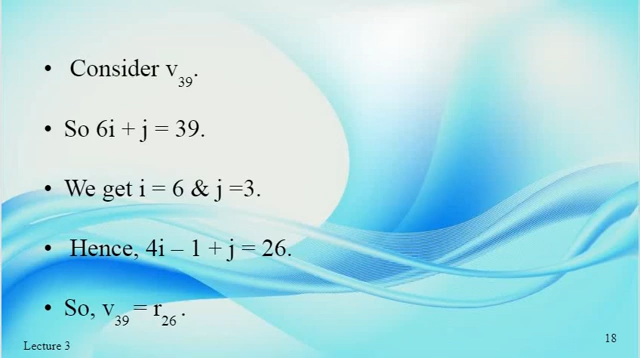 • Consider v₃₉.
• So 6i + j = 39.
• We get i = 6 & j =3.
• Hence, 4i – 1 + j = 26.
• So, v₃₉ = r₂₆ .
Lecture 3
18